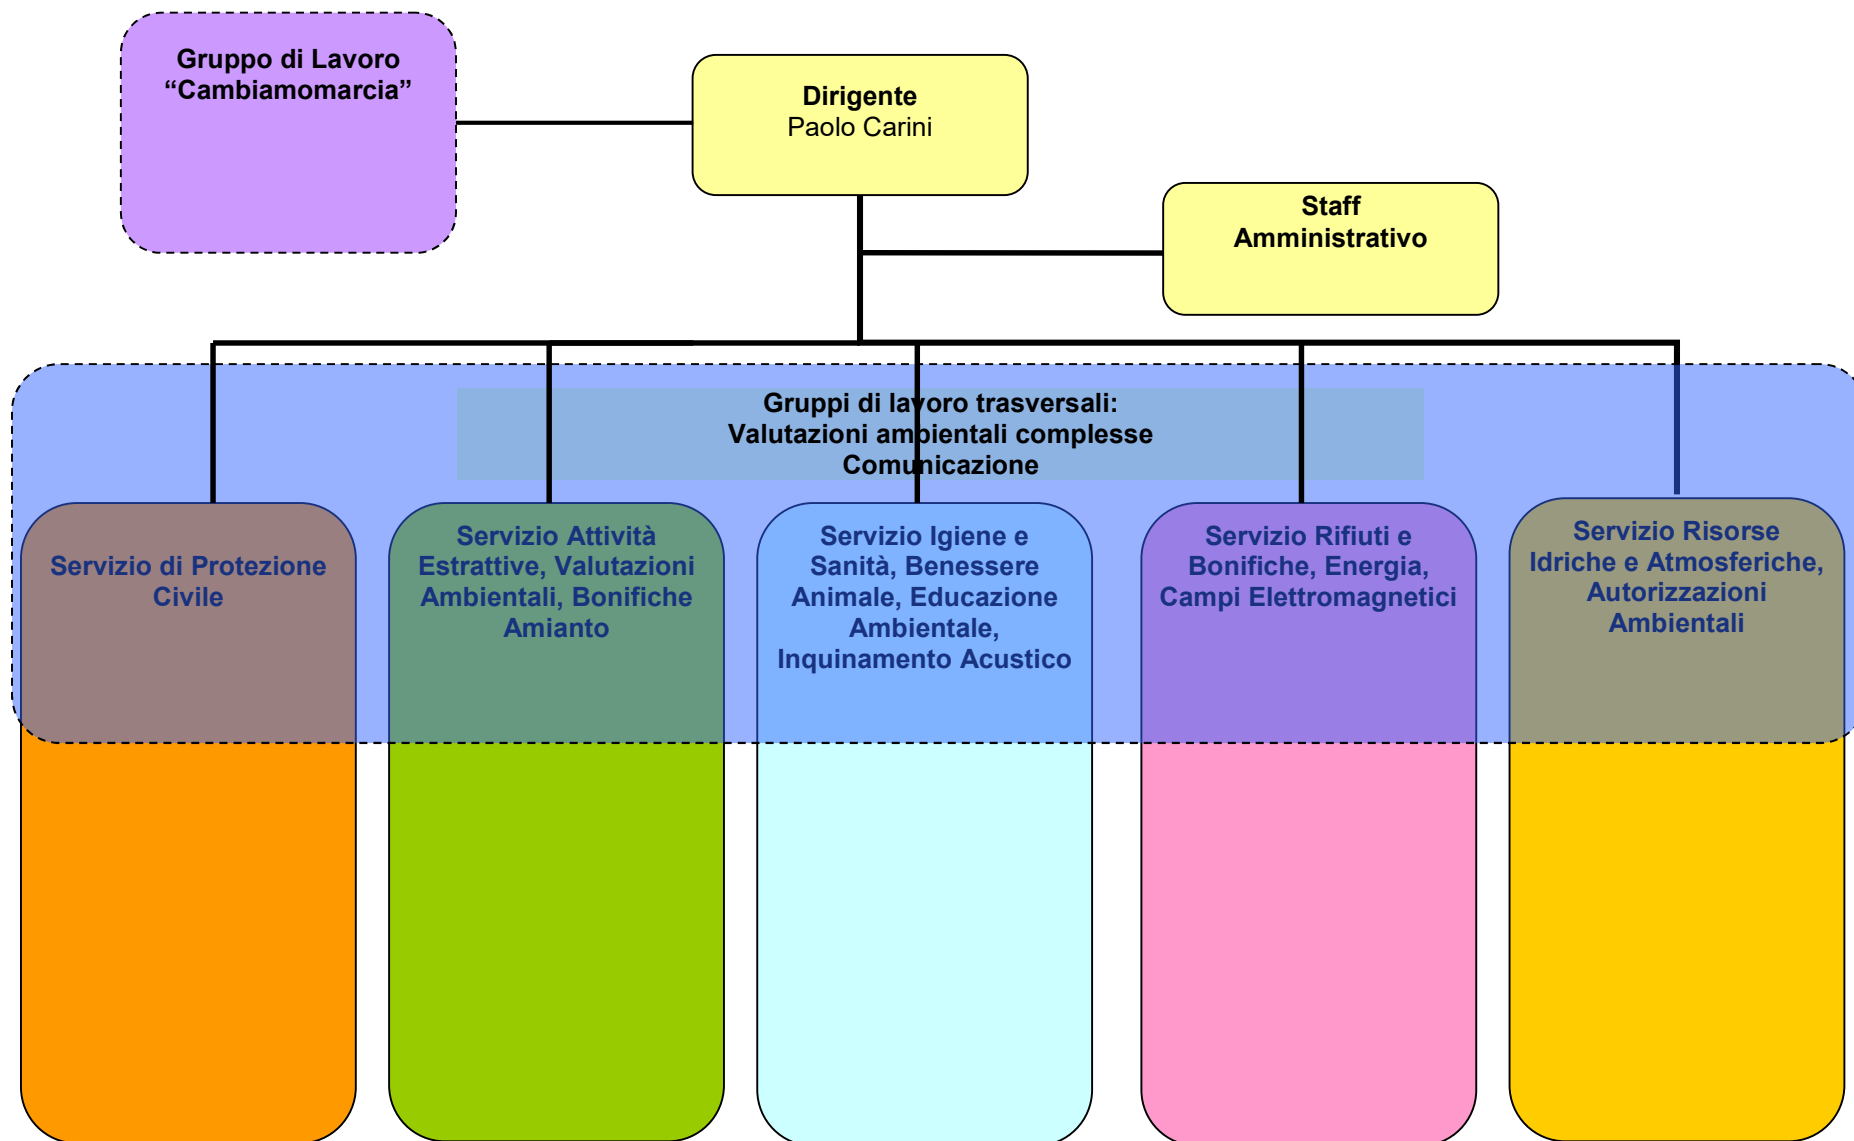 Gruppo di Lavoro
“Cambiamomarcia”
Dirigente
Paolo Carini
Staff
Amministrativo
Gruppi di lavoro trasversali:
Valutazioni ambientali complesse
Comunicazione
Servizio di Protezione
Civile
Servizio Attività
Estrattive, Valutazioni
Ambientali, Bonifiche
Amianto
Servizio Igiene e
Sanità, Benessere
Animale, Educazione
Ambientale,
Inquinamento Acustico
Servizio Rifiuti e
Bonifiche, Energia,
Campi Elettromagnetici
Servizio Risorse
Idriche e Atmosferiche,
Autorizzazioni
Ambientali